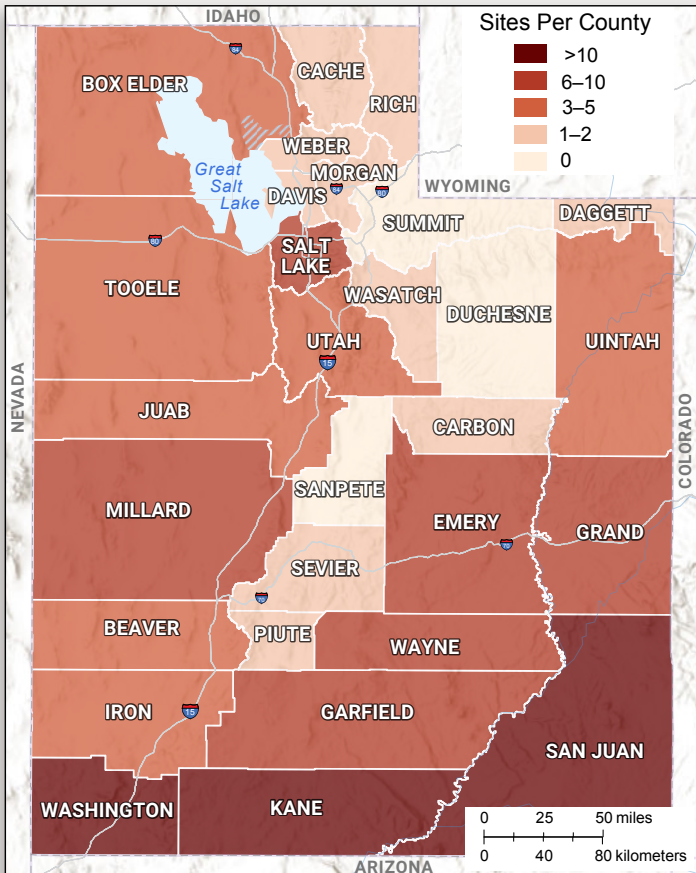 IDAHO
Sites Per County
>10
6–10
3–5
1–2
0
84
CACHE
BOX ELDER
RICH
WEBER
Great
Salt
Lake
MORGAN
84
80
WYOMING
DAVIS
DAGGETT
SUMMIT
80
SALT
LAKE
TOOELE
WASATCH
DUCHESNE
UTAH
UINTAH
15
NEVADA
COLORADO
JUAB
CARBON
SANPETE
MILLARD
EMERY
GRAND
70
SEVIER
70
BEAVER
PIUTE
WAYNE
IRON
15
GARFIELD
SAN JUAN
WASHINGTON
KANE
0 25 50 miles
0 40 80 kilometers
ARIZONA